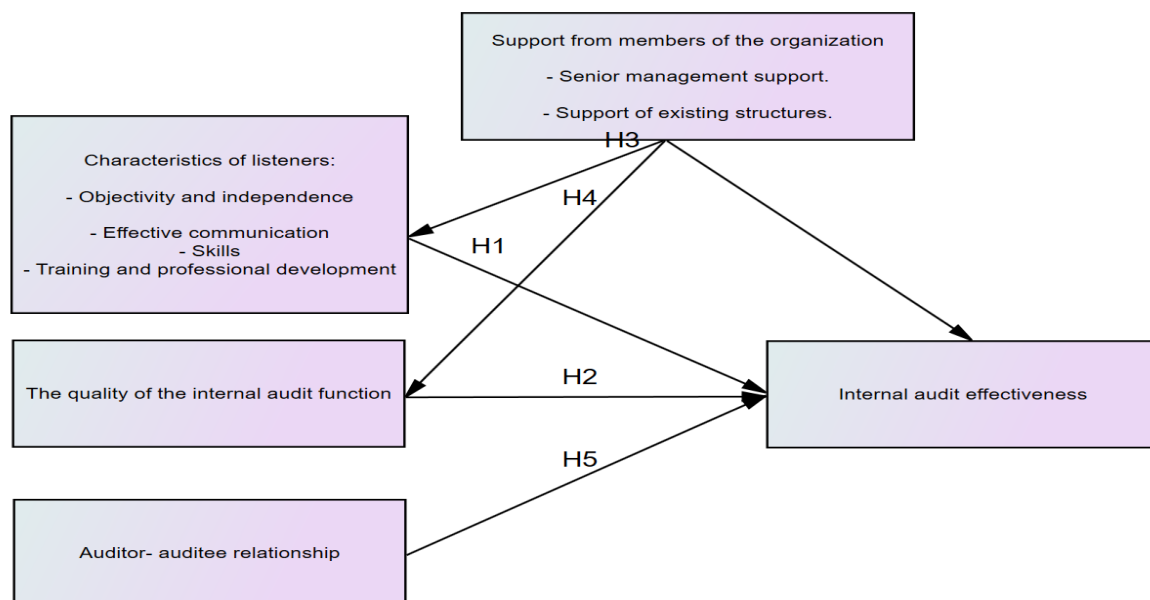 Support from members of the organization
- Senior management support.
- Support of existing structures.
H3
Characteristics of listeners:
- Objectivity and independence
- Effective communication
- Skills
- Training and professional development
H4
H1
The quality of the internal audit function
H2
Internal audit effectiveness
H5
Auditor- auditee relationship